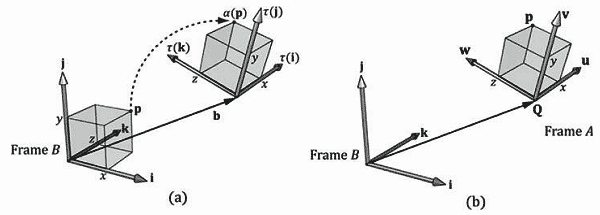 α(p)
τ(j)
τ(k)
τ(i)
y
z
x
j
p
y
z
k
b
Frame B
x
i
(a)
p
v
w
u
y
z
x
j
Q
k
Frame A
Frame B
i
(b)